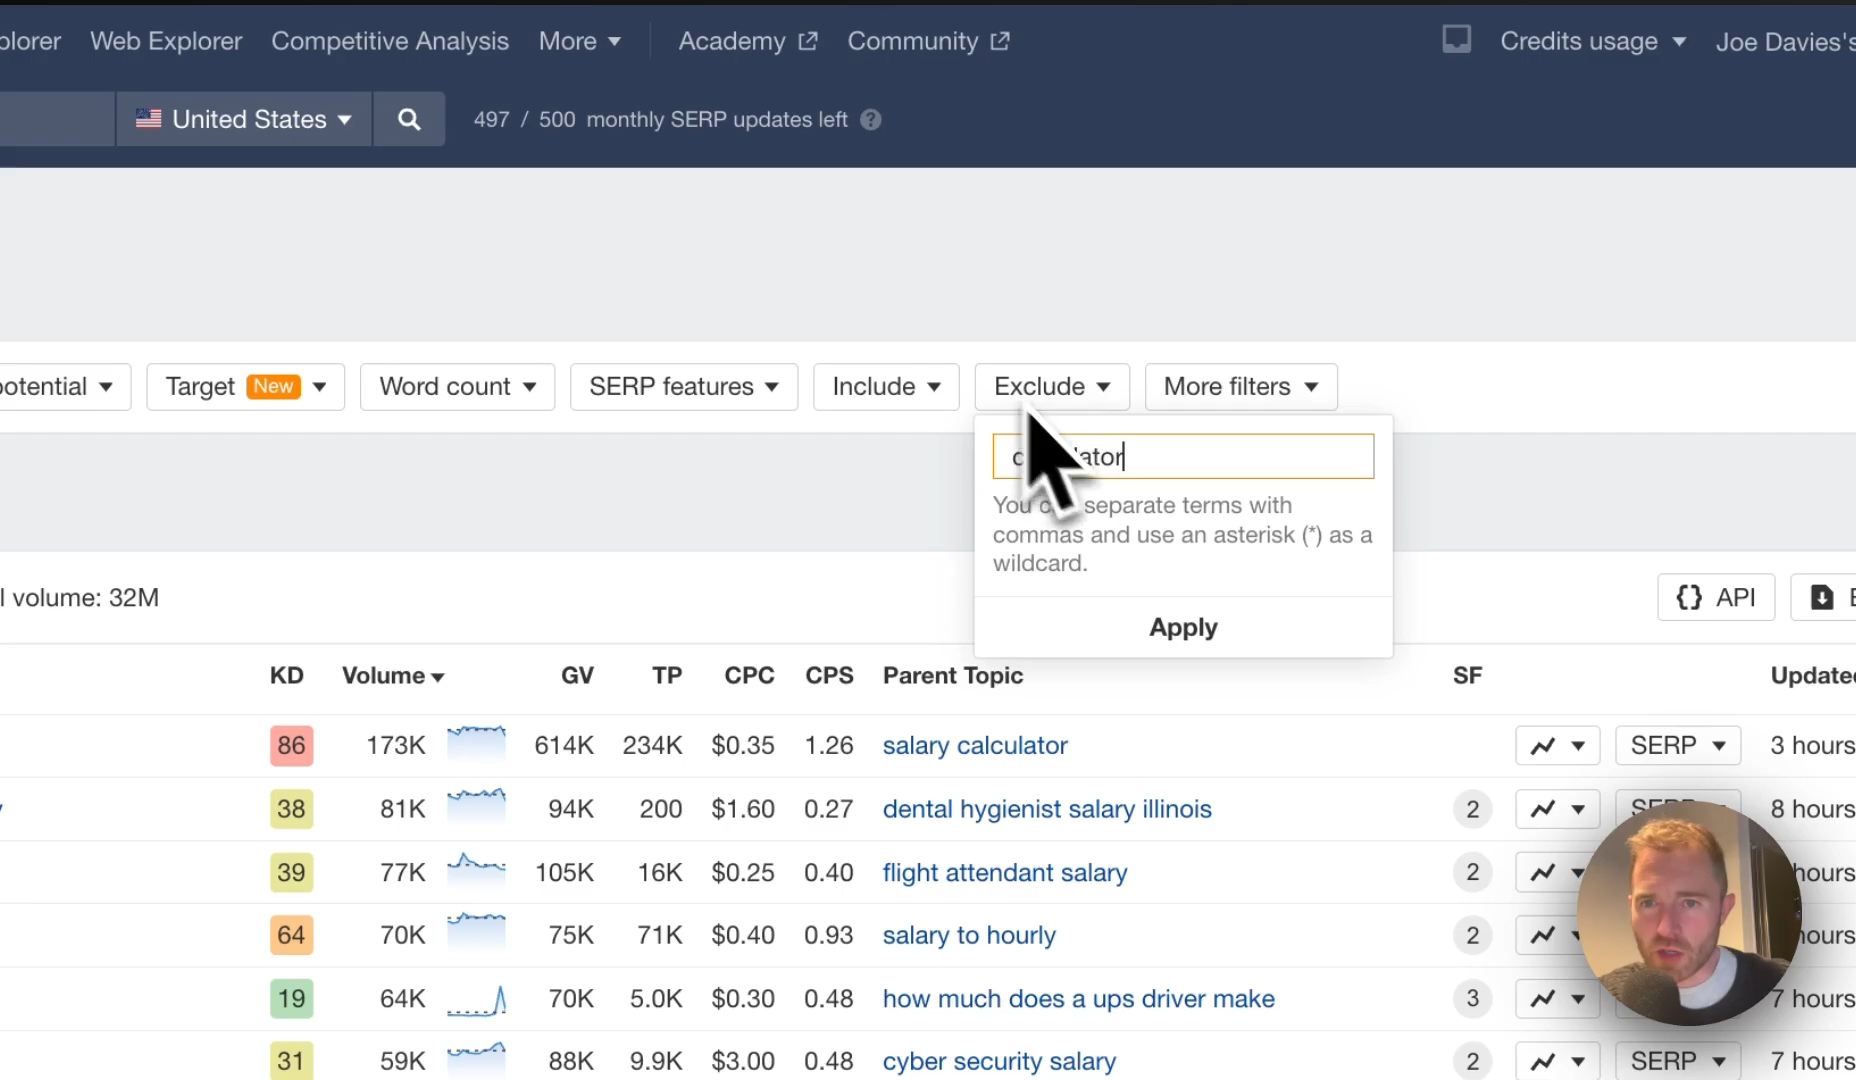 plorer Web Explorer Competitive Analysis More Academy Community Credits usage Joe Davies's
United States 497 / 500 monthly SERP updates left ?
potential Target New Word count SERP features Include Exclude More filters
You separate terms with
commas and use an asterisk (*) as a
wildcard.
Apply
l volume: 32M API
KD Volume GV TP CPC CPS Parent Topic SF Updated
86 173K 614K 234K $0.35 1.26 salary calculator SERP 3 hours
38 81K 94K 200 $1.60 0.27 dental hygienist salary illinois 2 SERP 8 hours
39 77K 105K 16K $0.25 0.40 flight attendant salary 2 hours
64 70K 75K 71K $0.40 0.93 salary to hourly 2 hours
19 64K 70K 5.0K $0.30 0.48 how much does a ups driver make 3 7 hours
31 59K 88K 9.9K $3.00 0.48 cyber security salary 2 SERP 7 hours